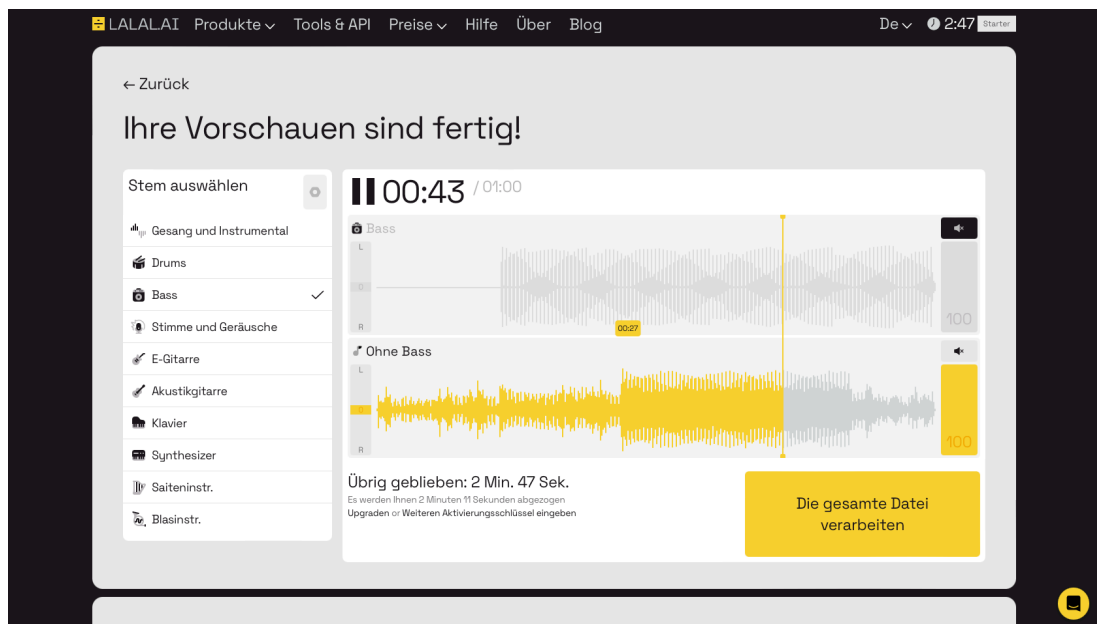 LALAL.AI Produkte Tools & API Preise Hilfe Über Blog De 2:47 Starter
← Zurück
Ihre Vorschauen sind fertig!
Stem auswählen
Gesang und Instrumental
Drums
Bass
Stimme und Geräusche
E-Gitarre
Akustikgitarre
Klavier
Synthesizer
Saiteninstr.
Blasinstr.
00:43 / 01:00
Bass
L
0
R
100
00:27
Ohne Bass
L
0
R
100
Übrig geblieben: 2 Min. 47 Sek.
Es werden Ihnen 2 Minuten 11 Sekunden abgezogen
Upgraden or Weiteren Aktivierungsschlüssel eingeben
Die gesamte Datei
verarbeiten